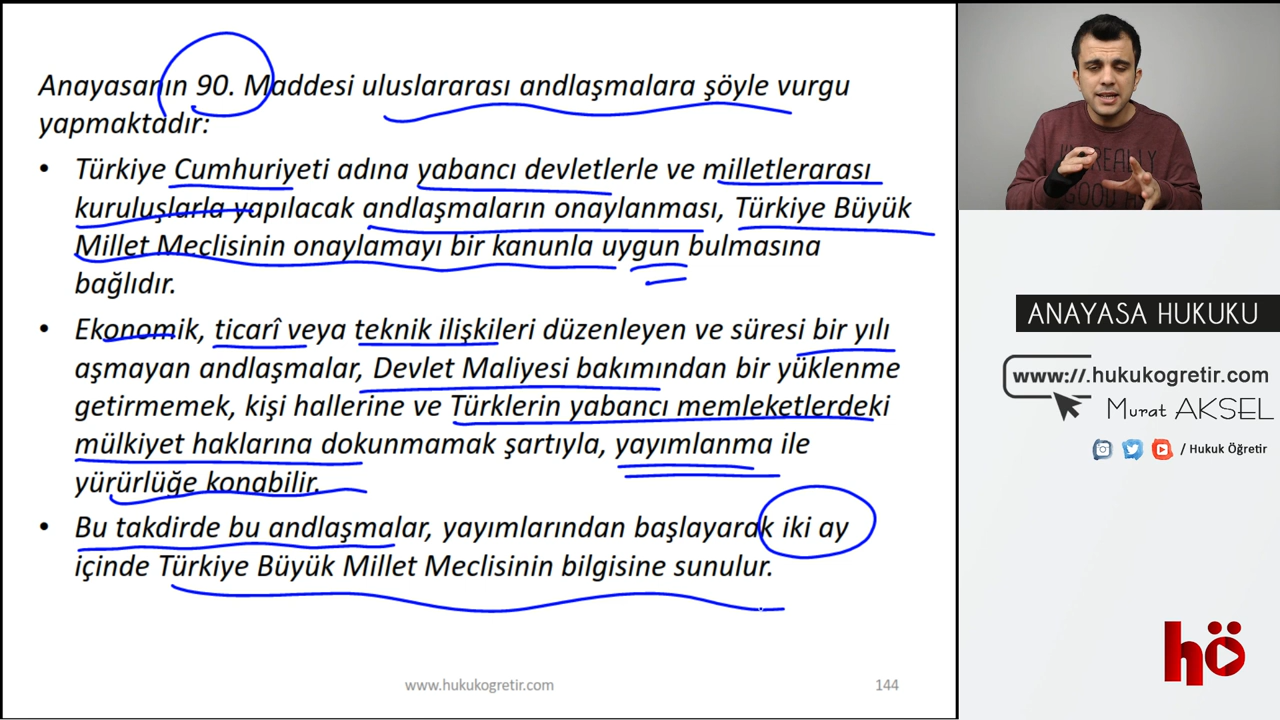 Anayasanın 90. Maddesi uluslararası andlaşmalara şöyle vurgu
yapmaktadır:
• Türkiye Cumhuriyeti adına yabancı devletlerle ve milletlerarası
kuruluşlarla yapılacak andlaşmaların onaylanması, Türkiye Büyük
Millet Meclisinin onaylamayı bir kanunla uygun bulmasına
bağlıdır.
• Ekonomik, ticarî veya teknik ilişkileri düzenleyen ve süresi bir yılı
aşmayan andlaşmalar, Devlet Maliyesi bakımından bir yüklenme
getirmemek, kişi hallerine ve Türklerin yabancı memleketlerdeki
mülkiyet haklarına dokunmamak şartıyla, yayımlanma ile
yürürlüğe konabilir.
• Bu takdirde bu andlaşmalar, yayımlarından başlayarak iki ay
içinde Türkiye Büyük Millet Meclisinin bilgisine sunulur.
www.hukukogretir.com
144
REALLY
GOOD
ANAYASA HUKUKU
www://.hukukogretir.com
Murat AKSEL
/ Hukuk Öğretir
hö